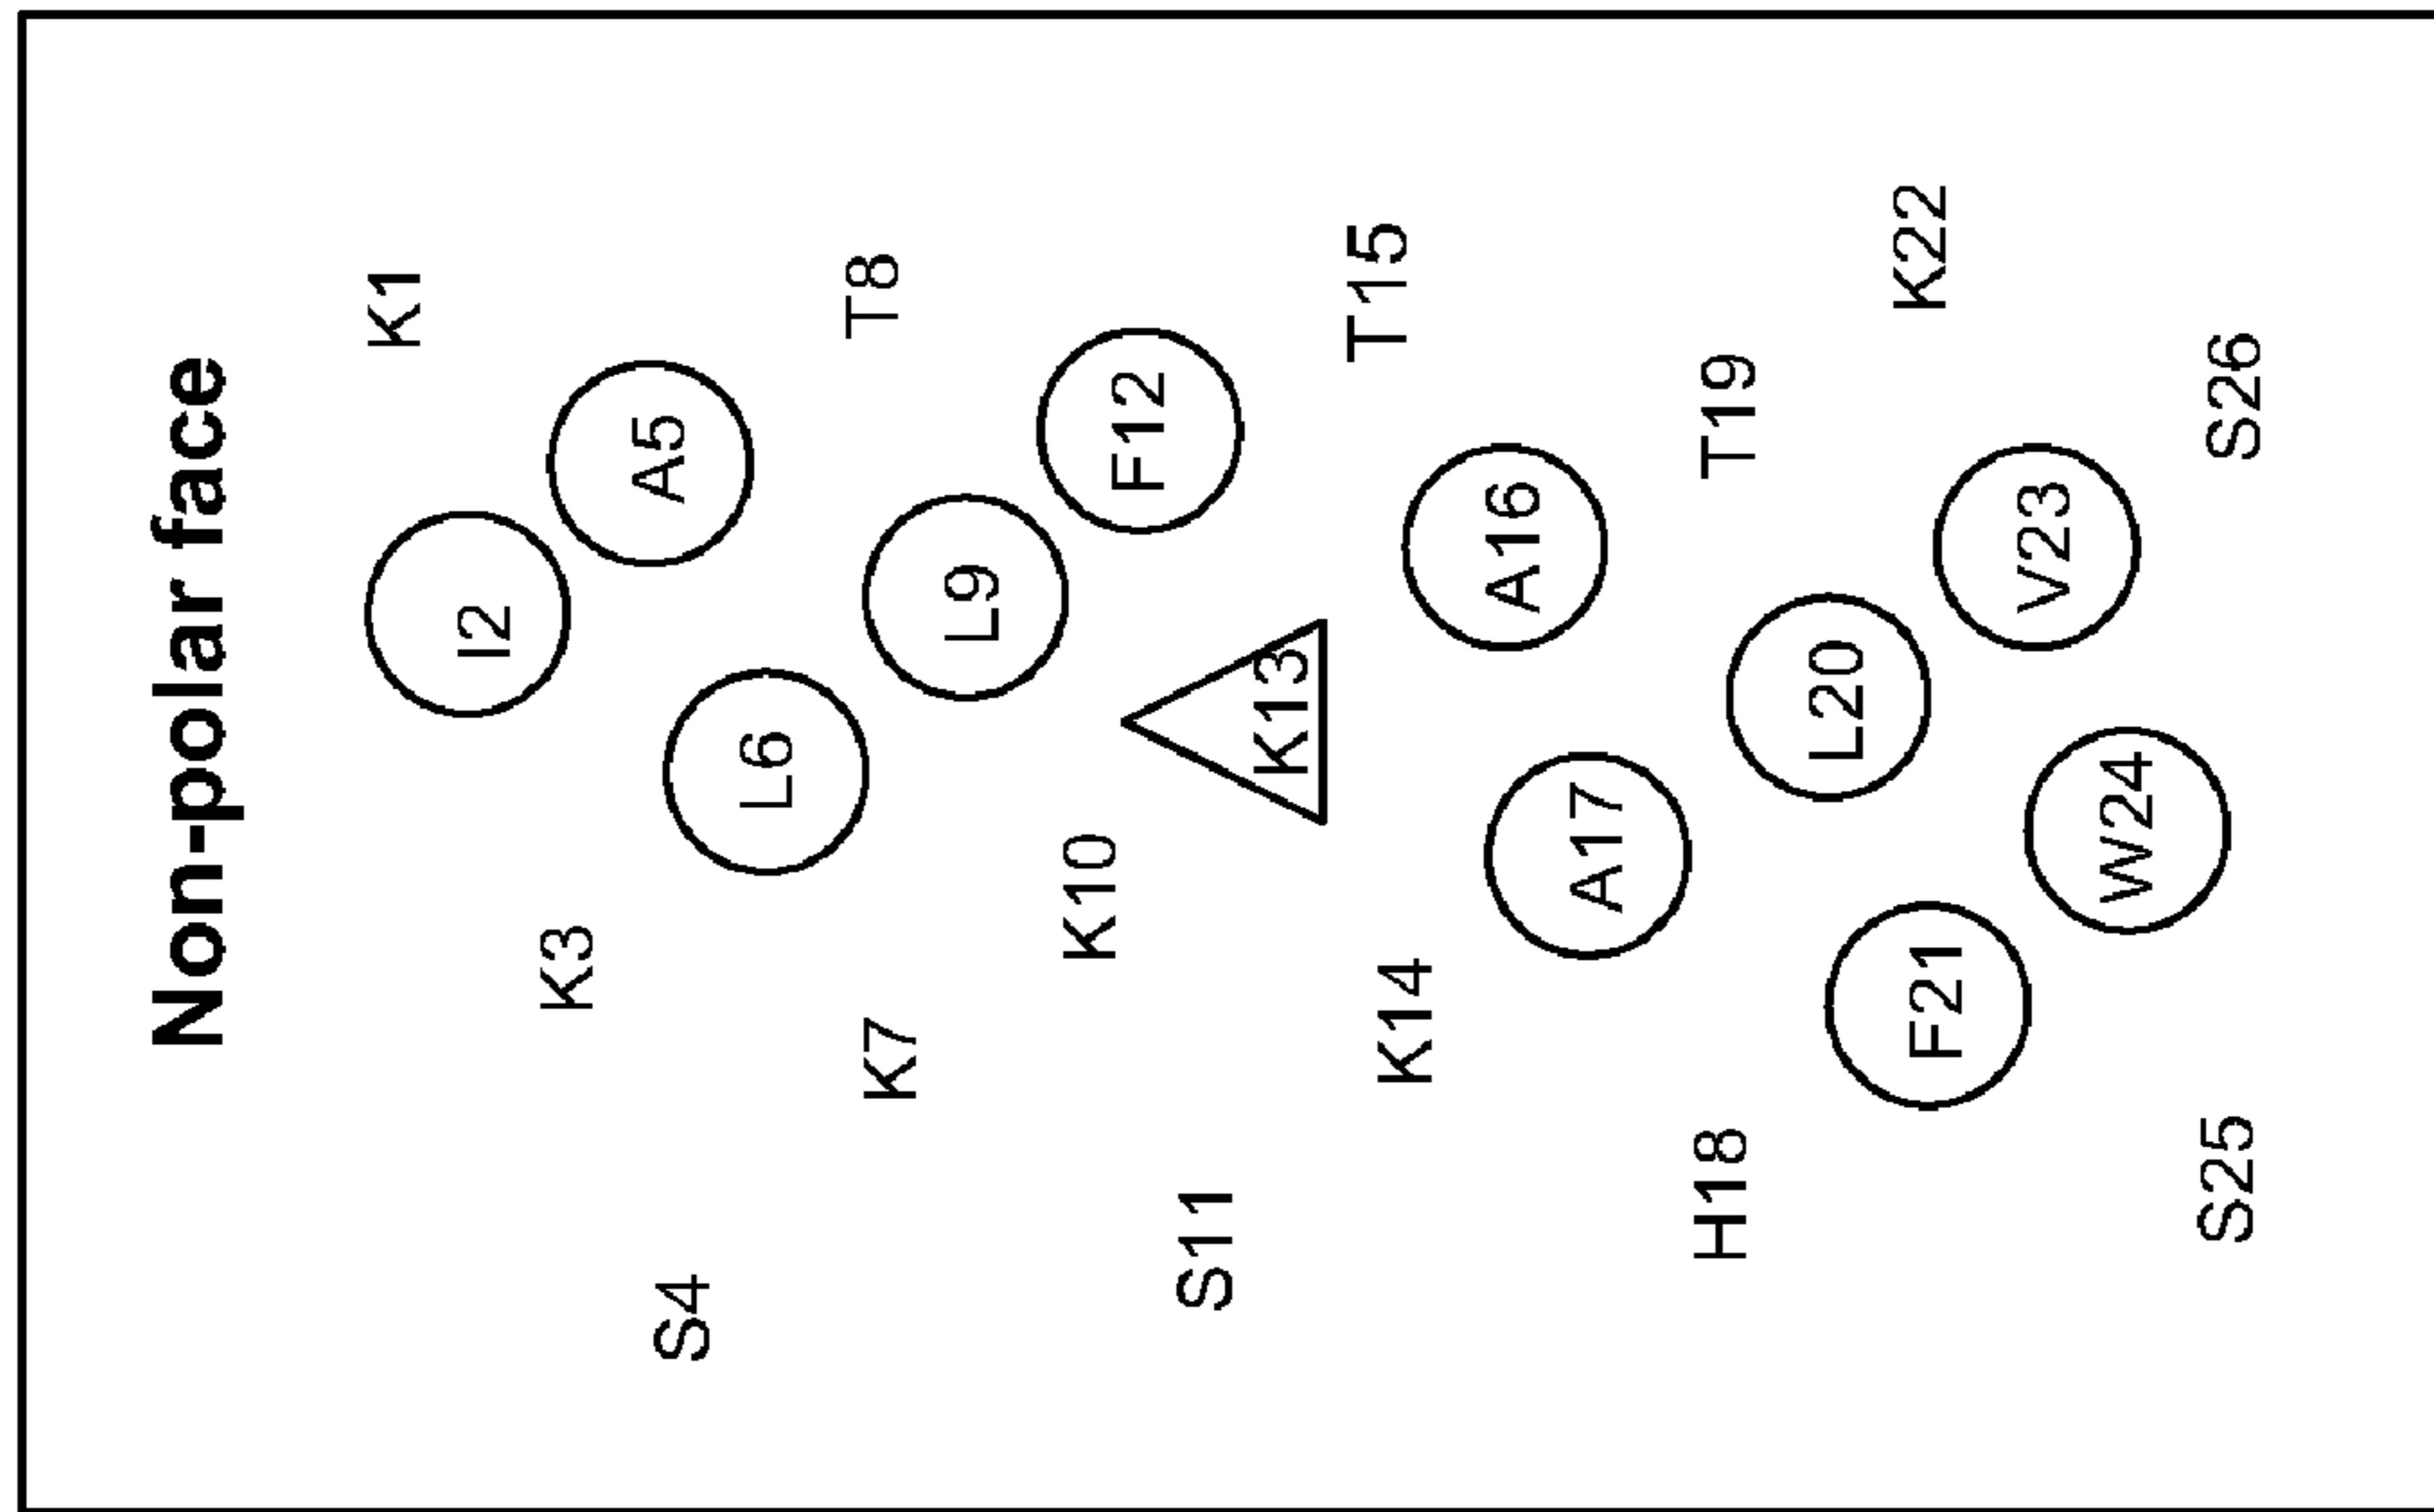 Non-polar face
K1
I2
K3
S4
A5
L6
K7
T8
L9
K10
S11
F12
K13
K14
T15
A16
A17
H18
T19
L20
F21
K22
V23
W24
S25
S26